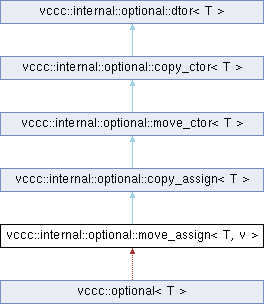 vccc::internal::optional::dtor< T >
vccc::internal::optional::copy_ctor< T >
vccc::internal::optional::move_ctor< T >
vccc::internal::optional::copy_assign< T >
vccc::internal::optional::move_assign< T, v >
vccc::optional< T >